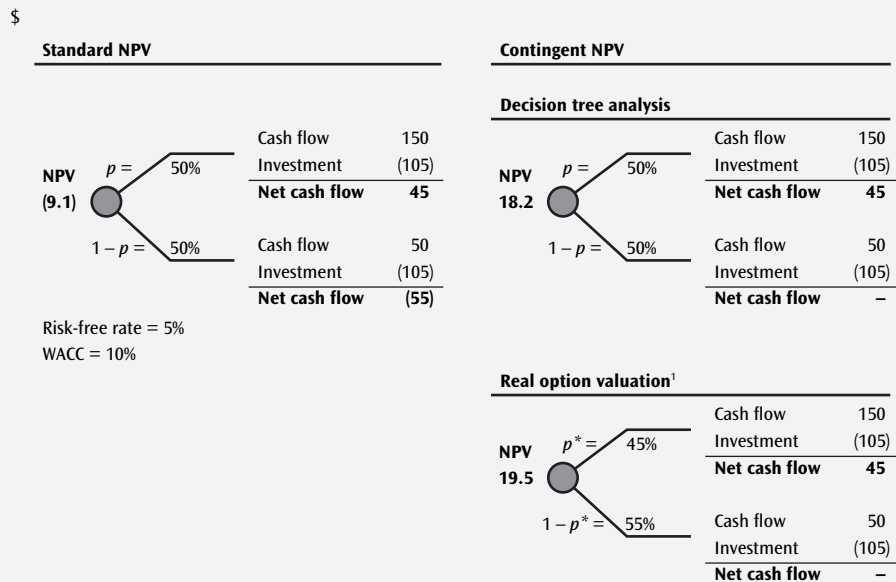 $
Standard NPV
NPV
(9.1)
p =
50%
Cash flow 150
Investment (105)
Net cash flow 45
1 – p =
50%
Cash flow 50
Investment (105)
Net cash flow (55)
Risk-free rate = 5%
WACC = 10%
Contingent NPV
Decision tree analysis
NPV
18.2
p =
50%
Cash flow 150
Investment (105)
Net cash flow 45
1 – p =
50%
Cash flow 50
Investment (105)
Net cash flow –
Real option valuation¹
NPV
19.5
p* =
45%
Cash flow 150
Investment (105)
Net cash flow 45
1 – p* =
55%
Cash flow 50
Investment (105)
Net cash flow –